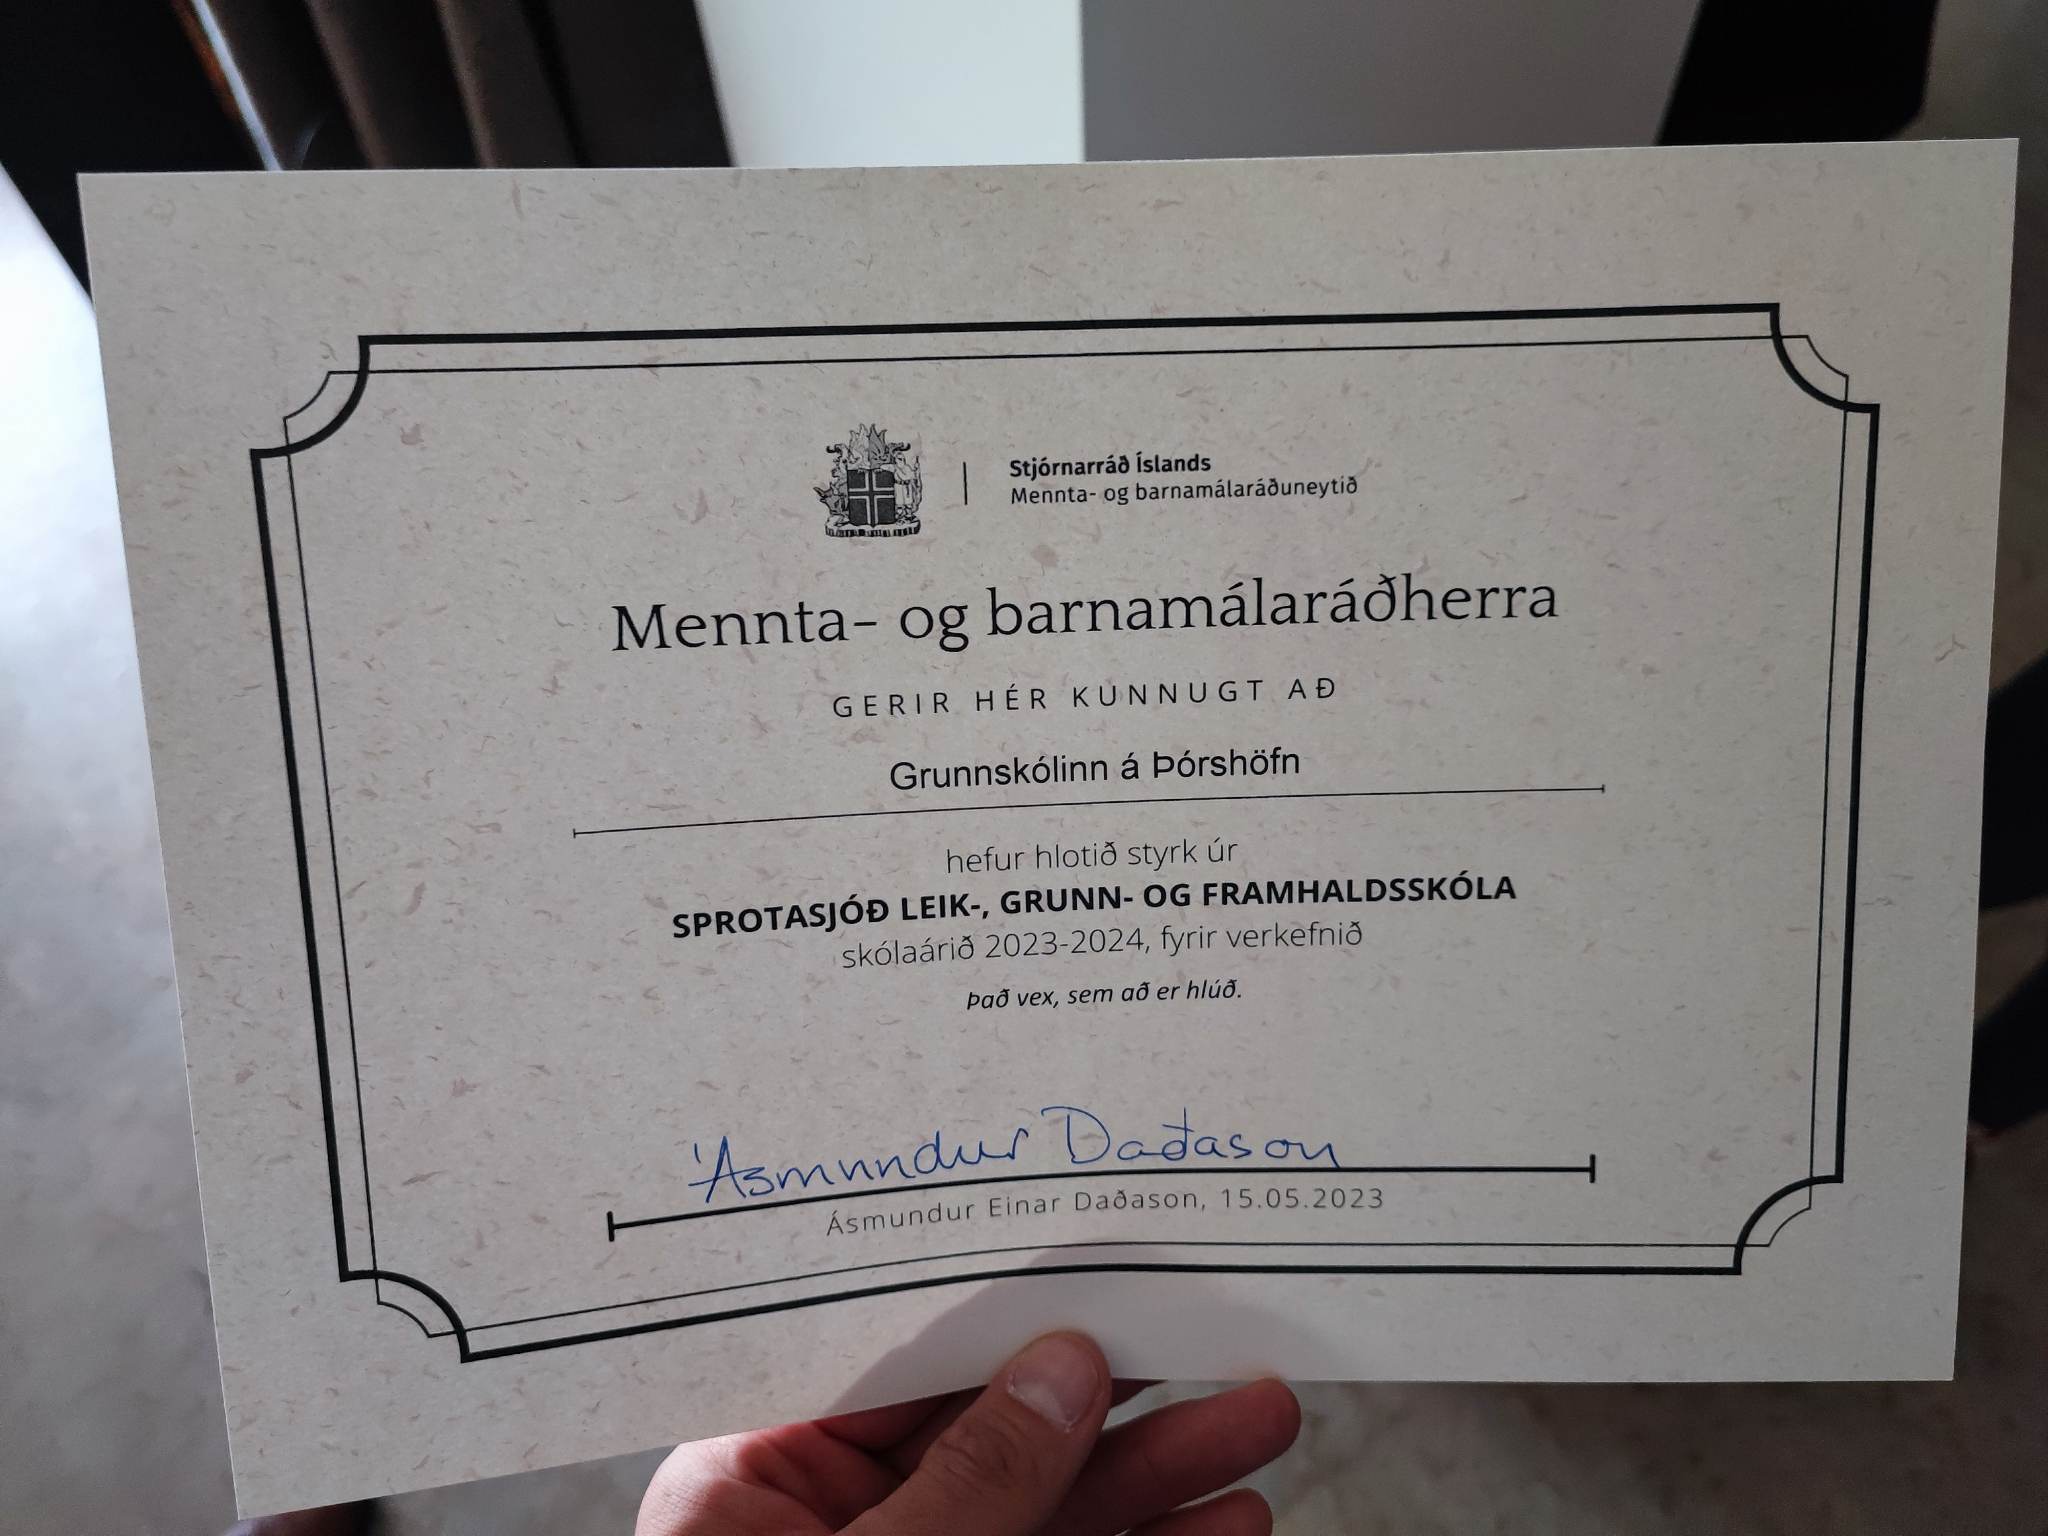 Stjórnarráð Íslands
Mennta- og barnamálaráðuneytið
Mennta- og barnamálaráðherra
GERIR HÉR KUNNUGT AÐ
Grunnskólinn á Þórshöfn
hefur hlotið styrk úr
SPROTASJÓÐ LEIK-, GRUNN- OG FRAMHALDSSKÓLA
skólaárið 2023-2024, fyrir verkefnið
Það vex, sem að er hlúð.
Ásmundur Daðason
Ásmundur Einar Daðason, 15.05.2023